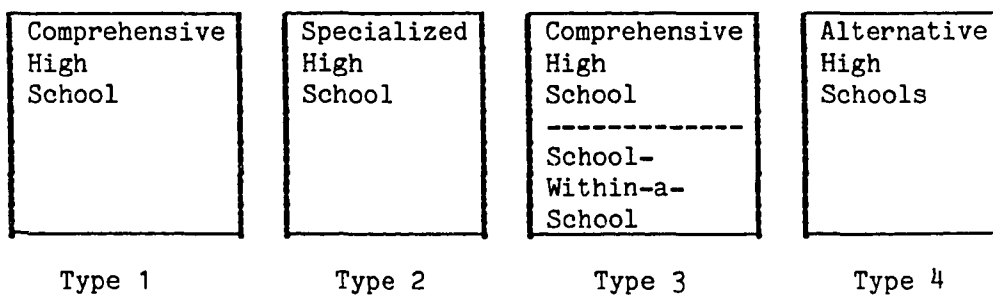 Comprehensive
High
School
Specialized
High
School
Comprehensive
High
School
-------------
School-
Within-a-
School
Alternative
High
Schools
Type 1
Type 2
Type 3
Type 4